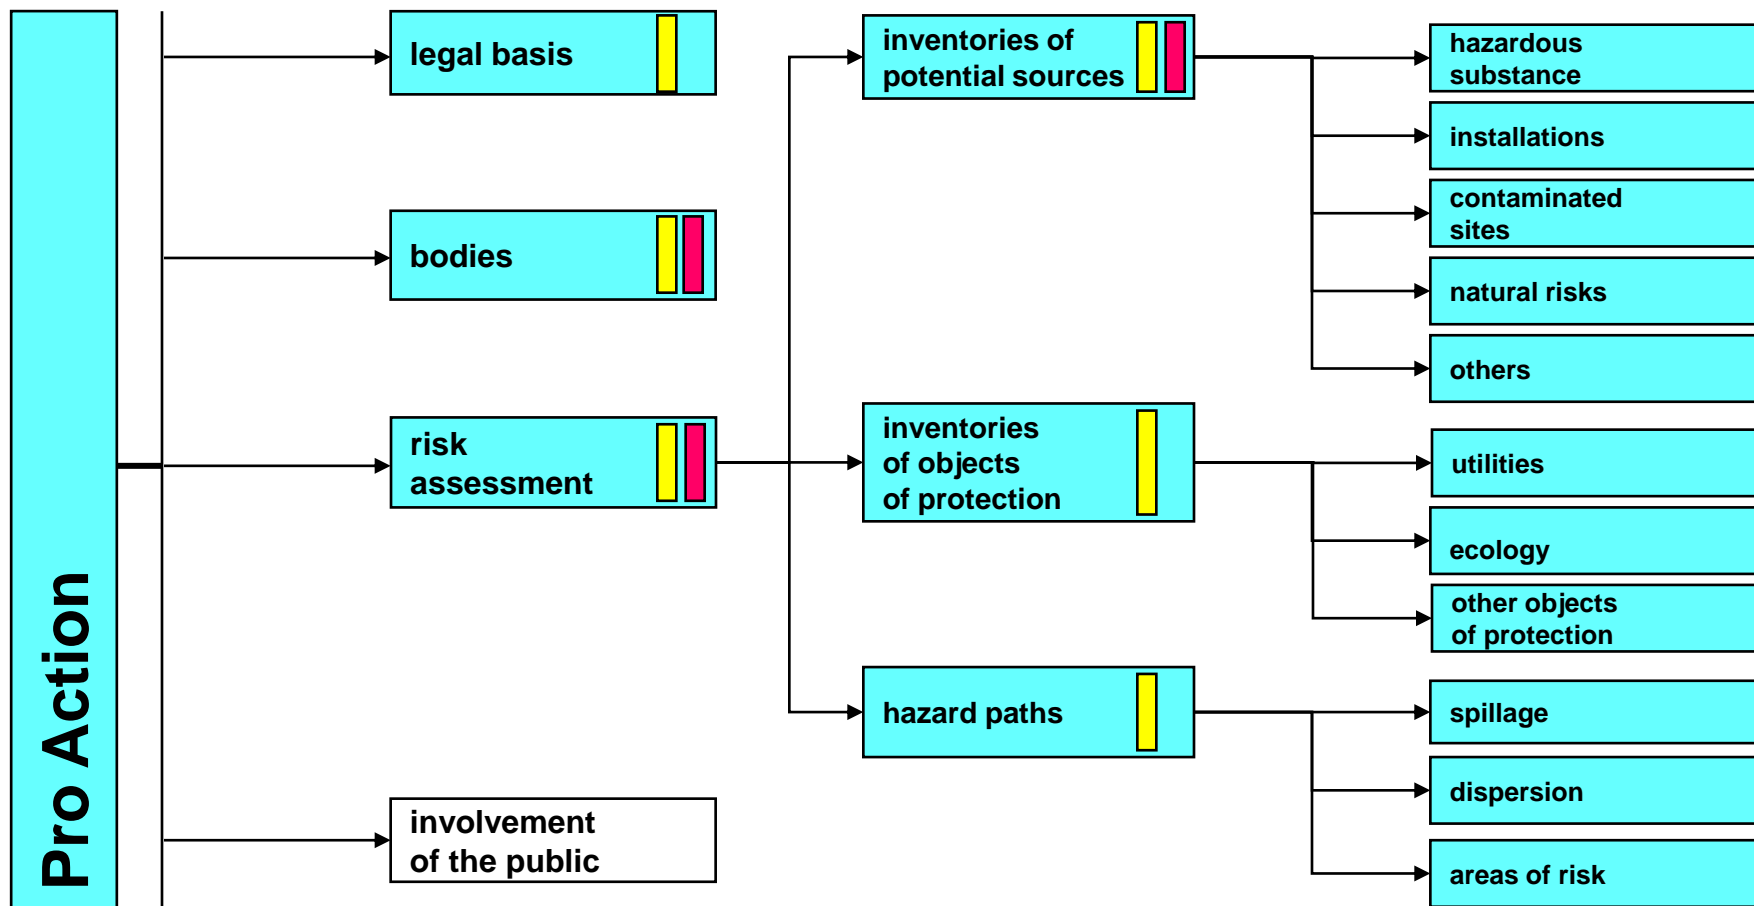 Pro Action
legal basis
bodies
risk
assessment
involvement
of the public
inventories of
potential sources
inventories
of objects
of protection
hazard paths
hazardous
substance
installations
contaminated
sites
natural risks
others
utilities
ecology
other objects
of protection
spillage
dispersion
areas of risk